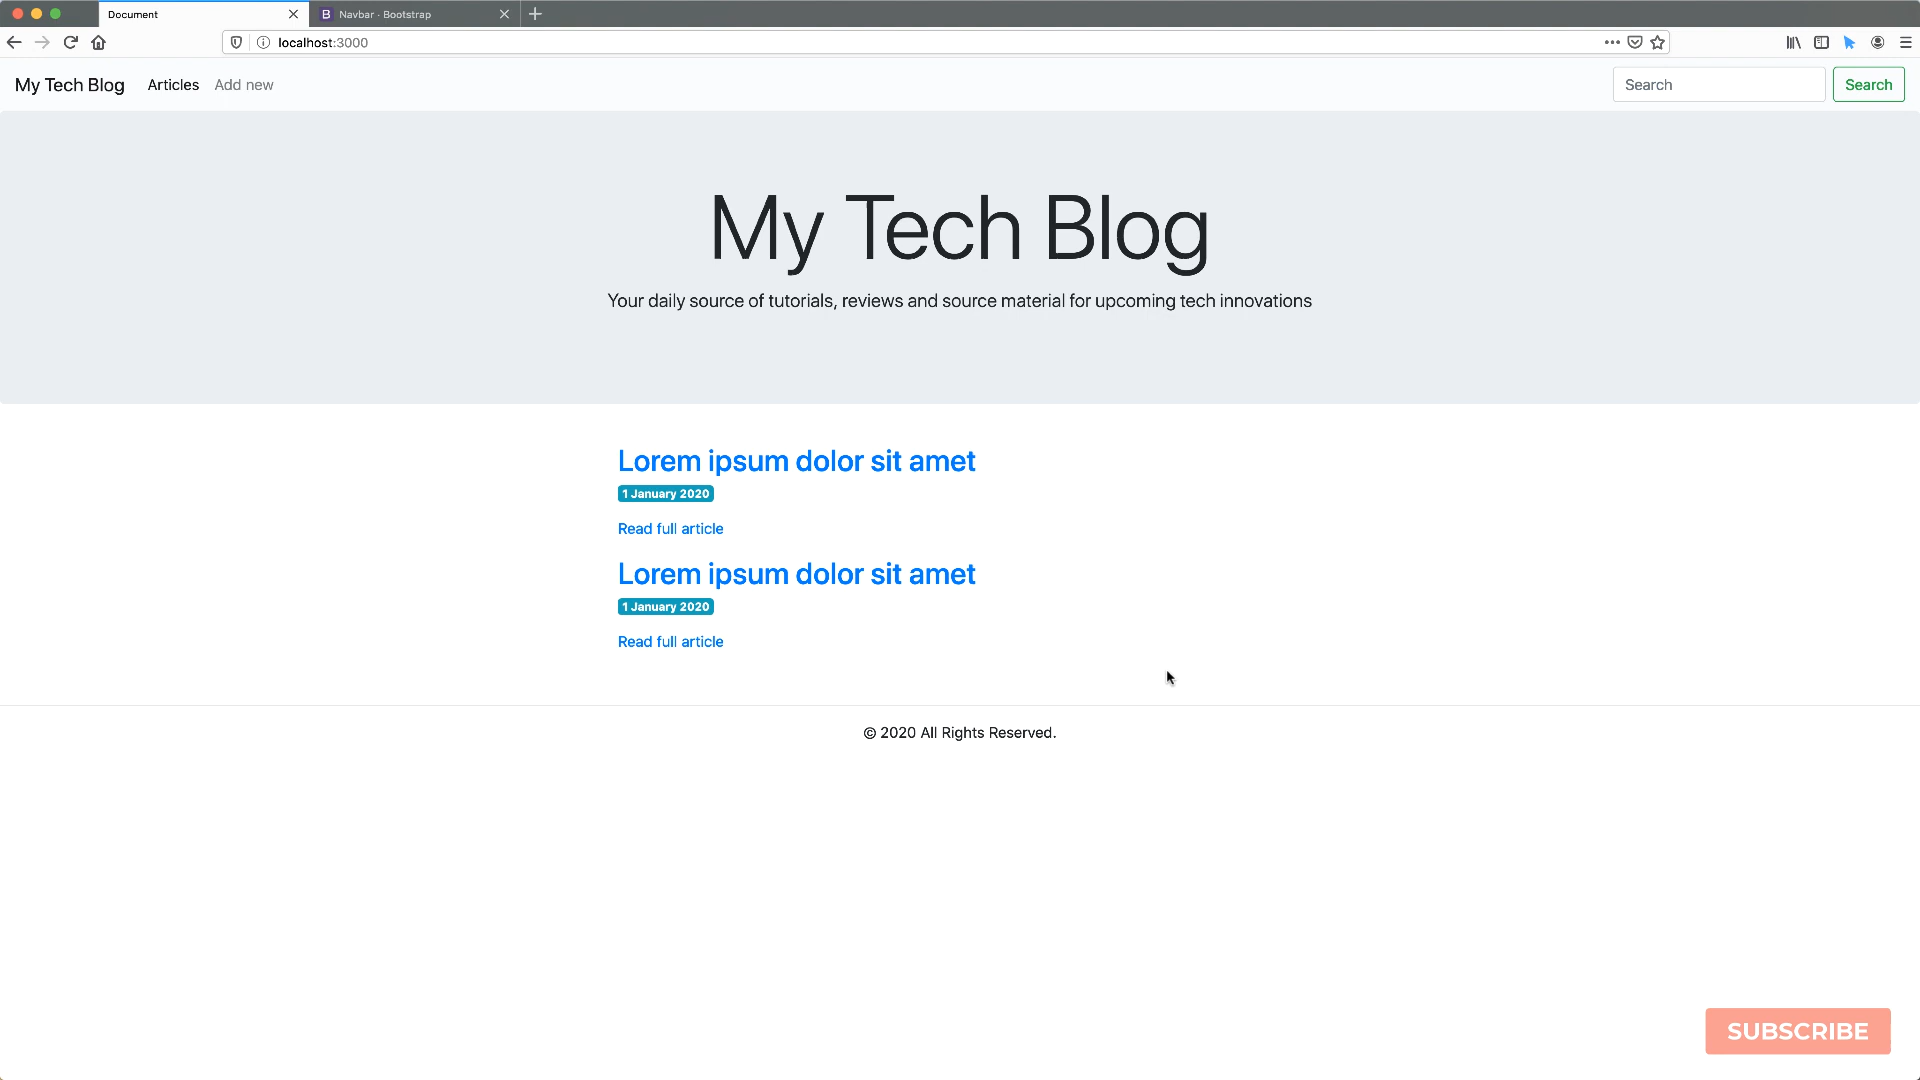 Document
Navbar · Bootstrap
localhost:3000
My Tech Blog
Articles
Add new
Search
Search
My Tech Blog
Your daily source of tutorials, reviews and source material for upcoming tech innovations
Lorem ipsum dolor sit amet
1 January 2020
Read full article
Lorem ipsum dolor sit amet
1 January 2020
Read full article
© 2020 All Rights Reserved.
SUBSCRIBE